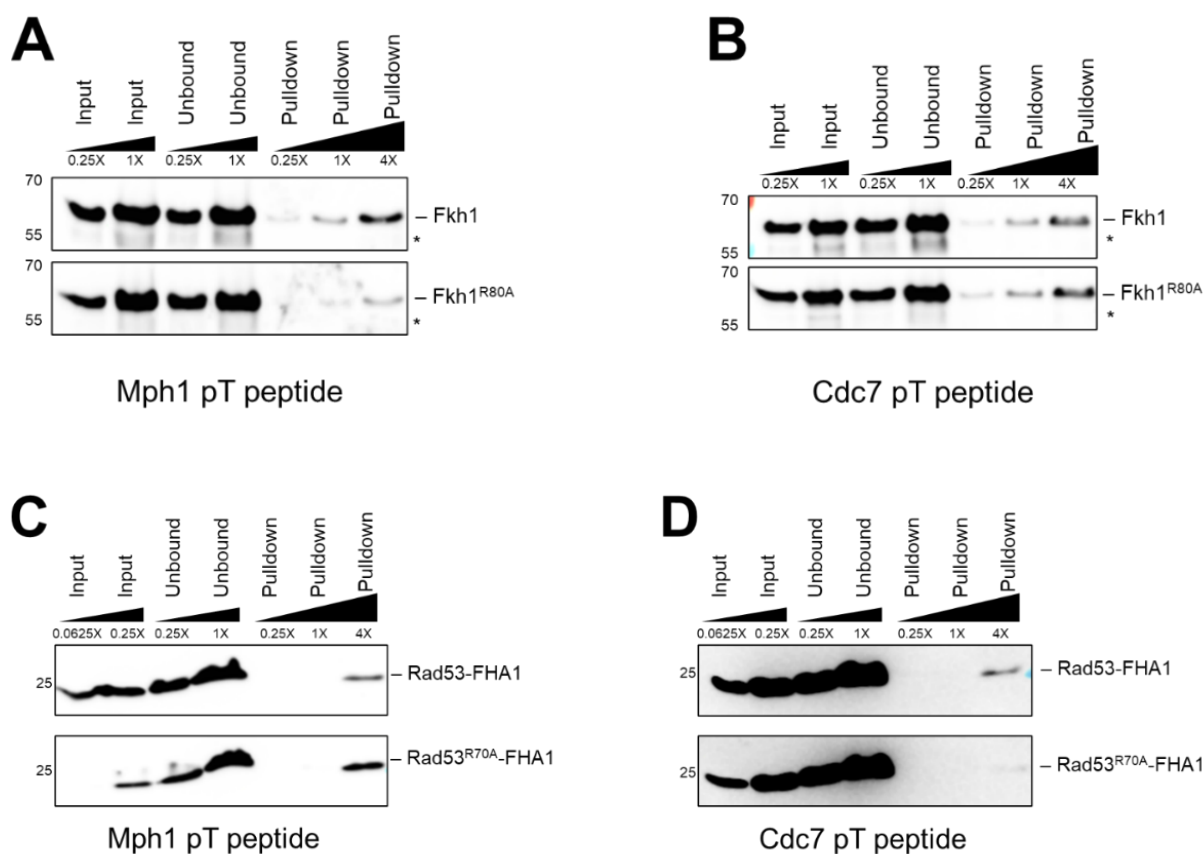 A
Input
Input
Unbound
Unbound
Pulldown
Pulldown
Pulldown
0.25X 1X 0.25X 1X 0.25X 1X 4X
70
55
– Fkh1
*
70
55
– Fkh1R80A
*
Mph1 pT peptide
B
Input
Input
Unbound
Unbound
Pulldown
Pulldown
Pulldown
0.25X 1X 0.25X 1X 0.25X 1X 4X
70
55
– Fkh1
*
70
55
– Fkh1R80A
*
Cdc7 pT peptide
C
Input
Input
Unbound
Unbound
Pulldown
Pulldown
Pulldown
0.0625X 0.25X 0.25X 1X 0.25X 1X 4X
25
– Rad53-FHA1
25
– Rad53R70A-FHA1
Mph1 pT peptide
D
Input
Input
Unbound
Unbound
Pulldown
Pulldown
Pulldown
0.0625X 0.25X 0.25X 1X 0.25X 1X 4X
25
– Rad53-FHA1
25
– Rad53R70A-FHA1
Cdc7 pT peptide